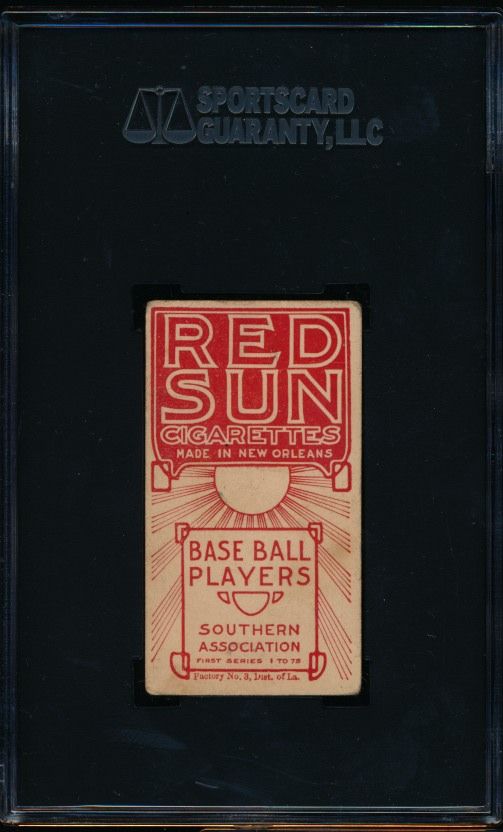 SPORTSCARD
GUARANTY, LLC
RED
SUN
CIGARETTES
MADE IN NEW ORLEANS
BASE BALL
PLAYERS
SOUTHERN
ASSOCIATION
FIRST SERIES 1 TO 75
Factory No. 3, Dist. of La.